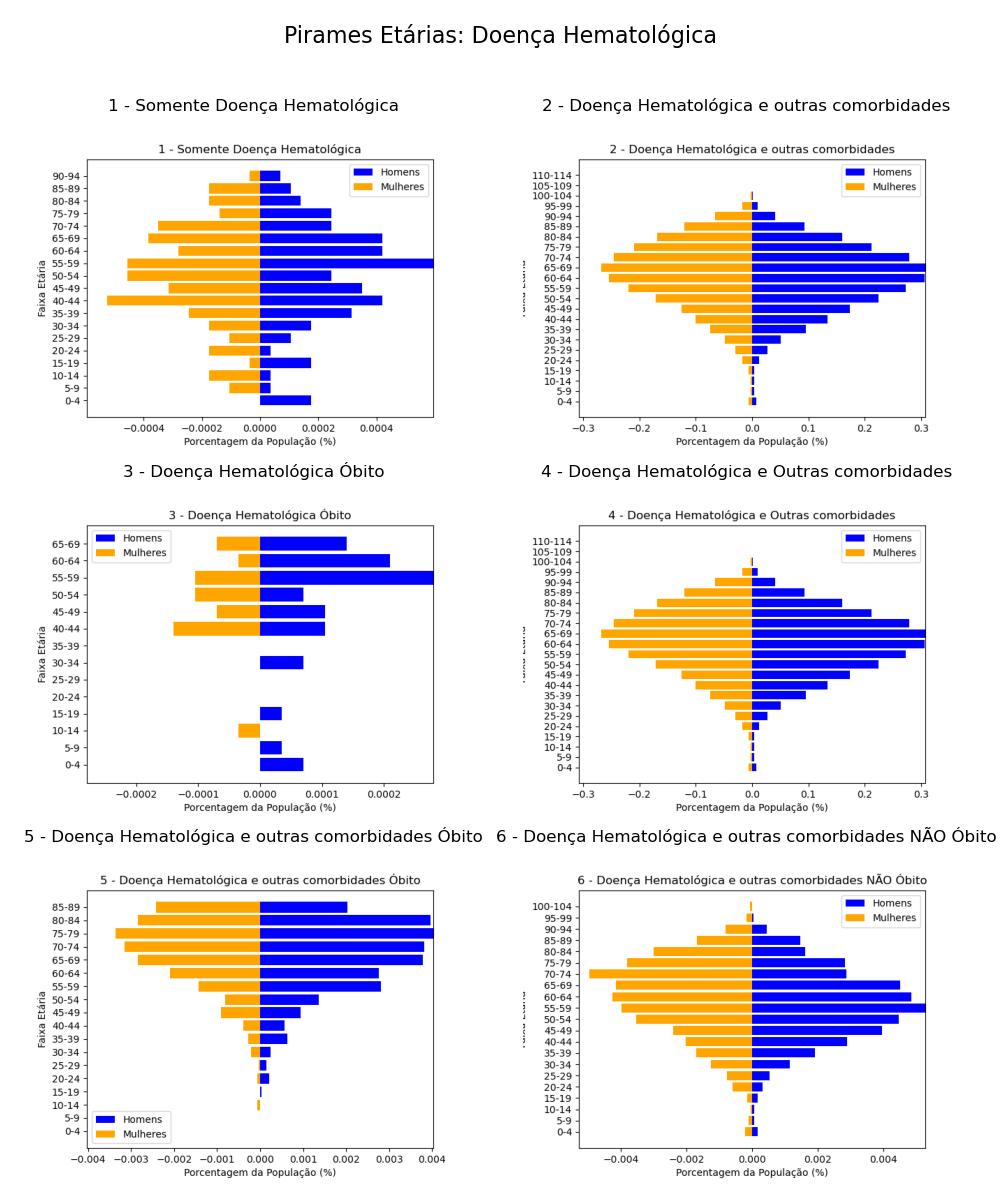 Pirames Etárias: Doença Hematológica
1 - Somente Doença Hematológica
1 - Somente Doença Hematológica
Homens
Mulheres
Faixa Etária
90-94
85-89
80-84
75-79
70-74
65-69
60-64
55-59
50-54
45-49
40-44
35-39
30-34
25-29
20-24
15-19
10-14
5-9
0-4
−0.0004 −0.0002 0.0000 0.0002 0.0004
Porcentagem da População (%)
2 - Doença Hematológica e outras comorbidades
2 - Doença Hematológica e outras comorbidades
Homens
Mulheres
110-114
105-109
100-104
95-99
90-94
85-89
80-84
75-79
70-74
65-69
60-64
55-59
50-54
45-49
40-44
35-39
30-34
25-29
20-24
15-19
10-14
5-9
0-4
−0.3 −0.2 −0.1 0.0 0.1 0.2 0.3
Porcentagem da População (%)
3 - Doença Hematológica Óbito
3 - Doença Hematológica Óbito
Homens
Mulheres
Faixa Etária
65-69
60-64
55-59
50-54
45-49
40-44
35-39
30-34
25-29
20-24
15-19
10-14
5-9
0-4
−0.0002 −0.0001 0.0000 0.0001 0.0002
Porcentagem da População (%)
4 - Doença Hematológica e Outras comorbidades
4 - Doença Hematológica e Outras comorbidades
Homens
Mulheres
110-114
105-109
100-104
95-99
90-94
85-89
80-84
75-79
70-74
65-69
60-64
55-59
50-54
45-49
40-44
35-39
30-34
25-29
20-24
15-19
10-14
5-9
0-4
−0.3 −0.2 −0.1 0.0 0.1 0.2 0.3
Porcentagem da População (%)
5 - Doença Hematológica e outras comorbidades Óbito
5 - Doença Hematológica e outras comorbidades Óbito
Faixa Etária
85-89
80-84
75-79
70-74
65-69
60-64
55-59
50-54
45-49
40-44
35-39
30-34
25-29
20-24
15-19
10-14
5-9
0-4
Homens
Mulheres
−0.004 −0.003 −0.002 −0.001 0.000 0.001 0.002 0.003 0.004
Porcentagem da População (%)
6 - Doença Hematológica e outras comorbidades NÃO Óbito
6 - Doença Hematológica e outras comorbidades NÃO Óbito
Homens
Mulheres
100-104
95-99
90-94
85-89
80-84
75-79
70-74
65-69
60-64
55-59
50-54
45-49
40-44
35-39
30-34
25-29
20-24
15-19
10-14
5-9
0-4
−0.004 −0.002 0.000 0.002 0.004
Porcentagem da População (%)